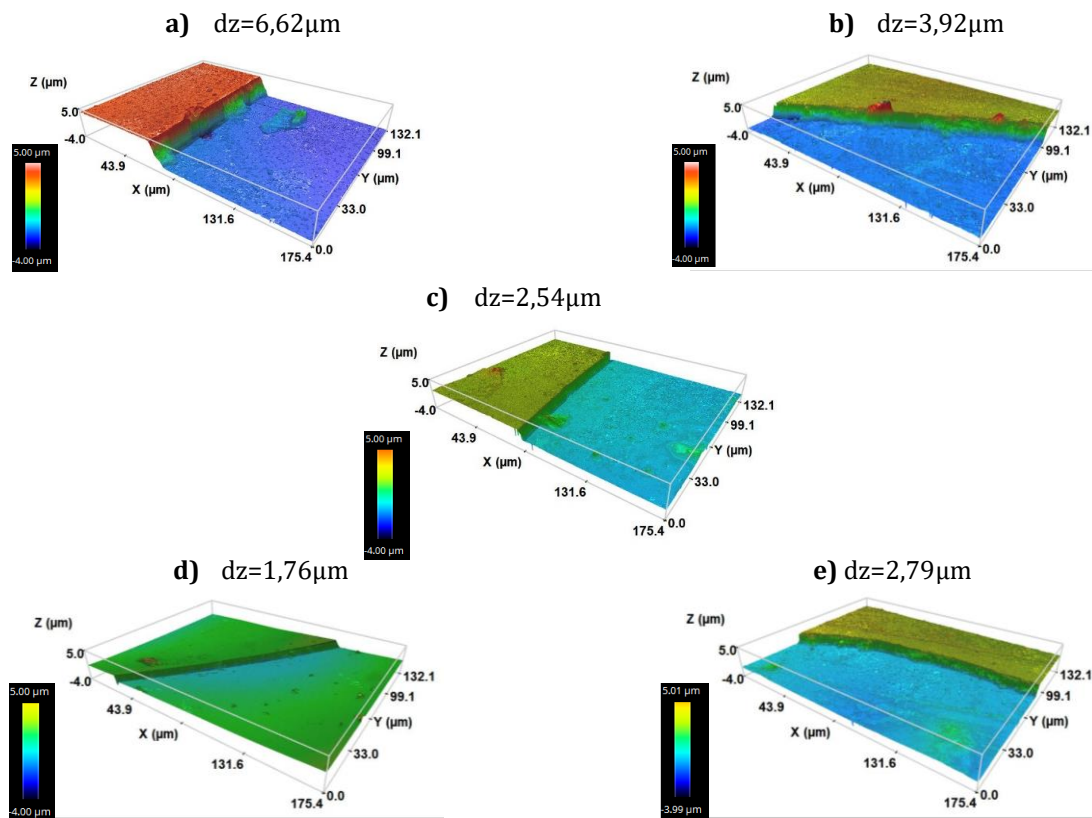 a) dz=6,62µm
Z (µm)
5.0
-4.0
5.00 µm
-4.00 µm
43.9
X (µm)
131.6
175.4
0.0
33.0
Y (µm)
99.1
132.1
b) dz=3,92µm
Z (µm)
5.0
-4.0
5.00 µm
-4.00 µm
43.9
X (µm)
131.6
175.4
0.0
33.0
Y (µm)
99.1
132.1
c) dz=2,54µm
Z (µm)
5.0
-4.0
5.00 µm
-4.00 µm
43.9
X (µm)
131.6
175.4
0.0
33.0
Y (µm)
99.1
132.1
d) dz=1,76µm
Z (µm)
5.0
-4.0
5.00 µm
-4.00 µm
43.9
X (µm)
131.6
175.4
0.0
33.0
Y (µm)
99.1
132.1
e) dz=2,79µm
Z (µm)
5.0
-4.0
5.01 µm
-3.99 µm
43.9
X (µm)
131.6
175.4
0.0
33.0
Y (µm)
99.1
132.1